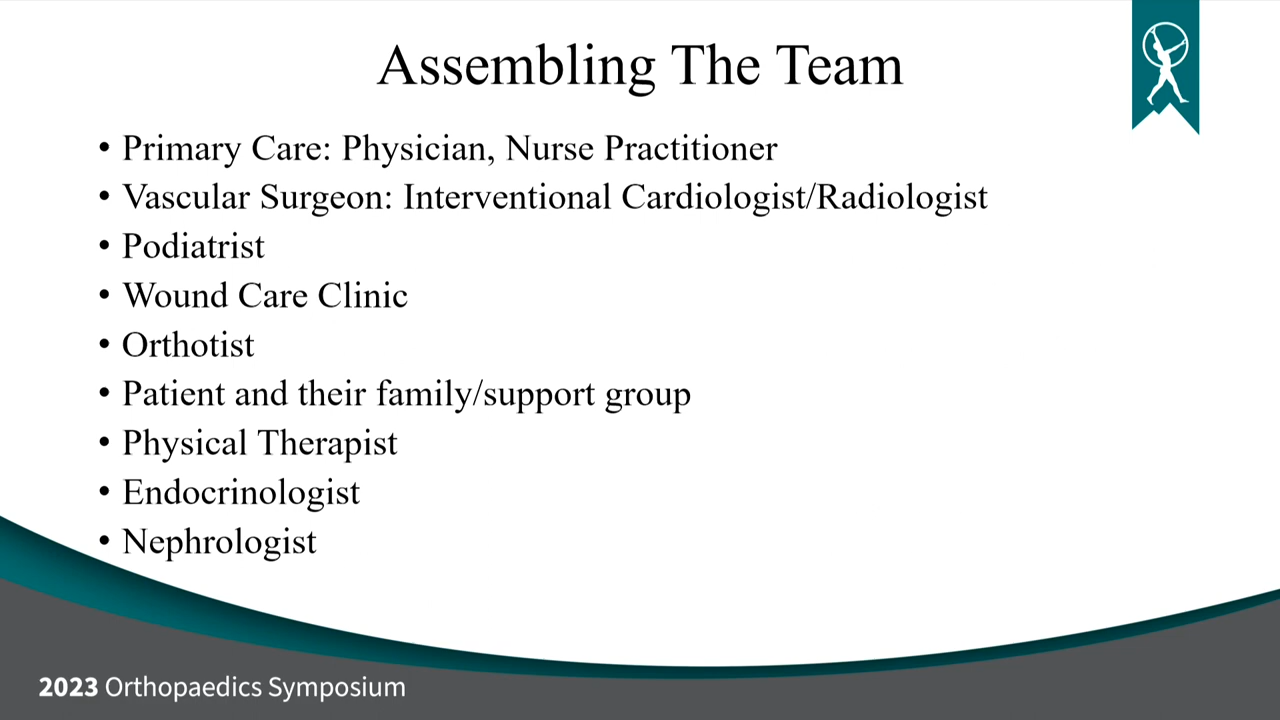 Assembling The Team
• Primary Care: Physician, Nurse Practitioner
• Vascular Surgeon: Interventional Cardiologist/Radiologist
• Podiatrist
• Wound Care Clinic
• Orthotist
• Patient and their family/support group
• Physical Therapist
• Endocrinologist
• Nephrologist
2023 Orthopaedics Symposium